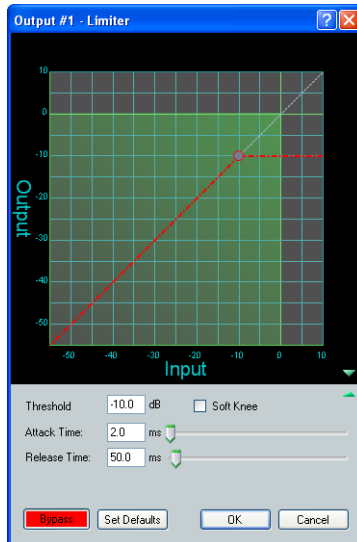 Output #1 - Limiter
10
0
-10
-20
-30
-40
-50
Output
-50
-40
-30
-20
-10
0
10
Input
Threshold -10.0 dB Soft Knee
Attack Time: 2.0 ms
Release Time: 50.0 ms
Bypass Set Defaults OK Cancel